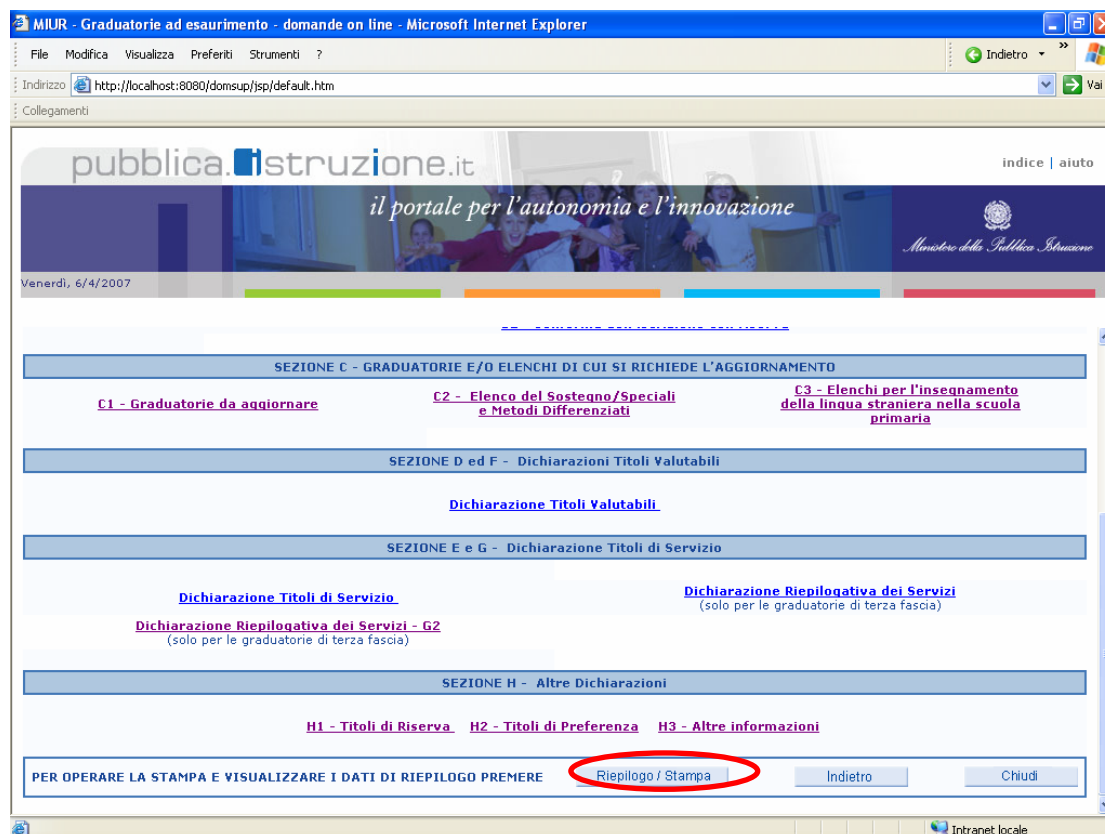 MIUR - Graduatorie ad esaurimento - domande on line - Microsoft Internet Explorer
File Modifica Visualizza Preferiti Strumenti ?
Indietro
Indirizzo http://localhost:8080/domsup/jsp/default.htm
Vai
Collegamenti
pubblica.istruzione.it
indice | aiuto
il portale per l'autonomia e l'innovazione
Ministero della Pubblica Istruzione
Venerdì, 6/4/2007
SEZIONE C - GRADUATORIE E/O ELENCHI DI CUI SI RICHIEDE L'AGGIORNAMENTO
C1 - Graduatorie da aggiornare
C2 - Elenco del Sostegno/Speciali
e Metodi Differenziati
C3 - Elenchi per l'insegnamento
della lingua straniera nella scuola
primaria
SEZIONE D ed F - Dichiarazioni Titoli Valutabili
Dichiarazione Titoli Valutabili
SEZIONE E e G - Dichiarazione Titoli di Servizio
Dichiarazione Titoli di Servizio
Dichiarazione Riepilogativa dei Servizi
(solo per le graduatorie di terza fascia)
Dichiarazione Riepilogativa dei Servizi - G2
(solo per le graduatorie di terza fascia)
SEZIONE H - Altre Dichiarazioni
H1 - Titoli di Riserva H2 - Titoli di Preferenza H3 - Altre informazioni
PER OPERARE LA STAMPA E VISUALIZZARE I DATI DI RIEPILOGO PREMERE Riepilogo / Stampa Indietro Chiudi
Intranet locale